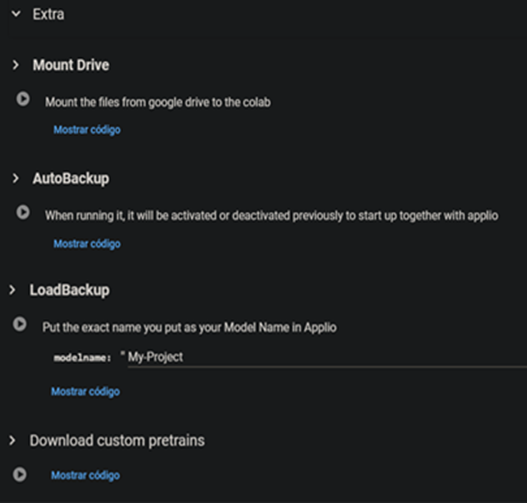 Extra
Mount Drive
Mount the files from google drive to the colab
Mostrar código
AutoBackup
When running it, it will be activated or deactivated previously to start up together with applio
Mostrar código
LoadBackup
Put the exact name you put as your Model Name in Applio
modelname: " My-Project
Mostrar código
Download custom pretrains
Mostrar código